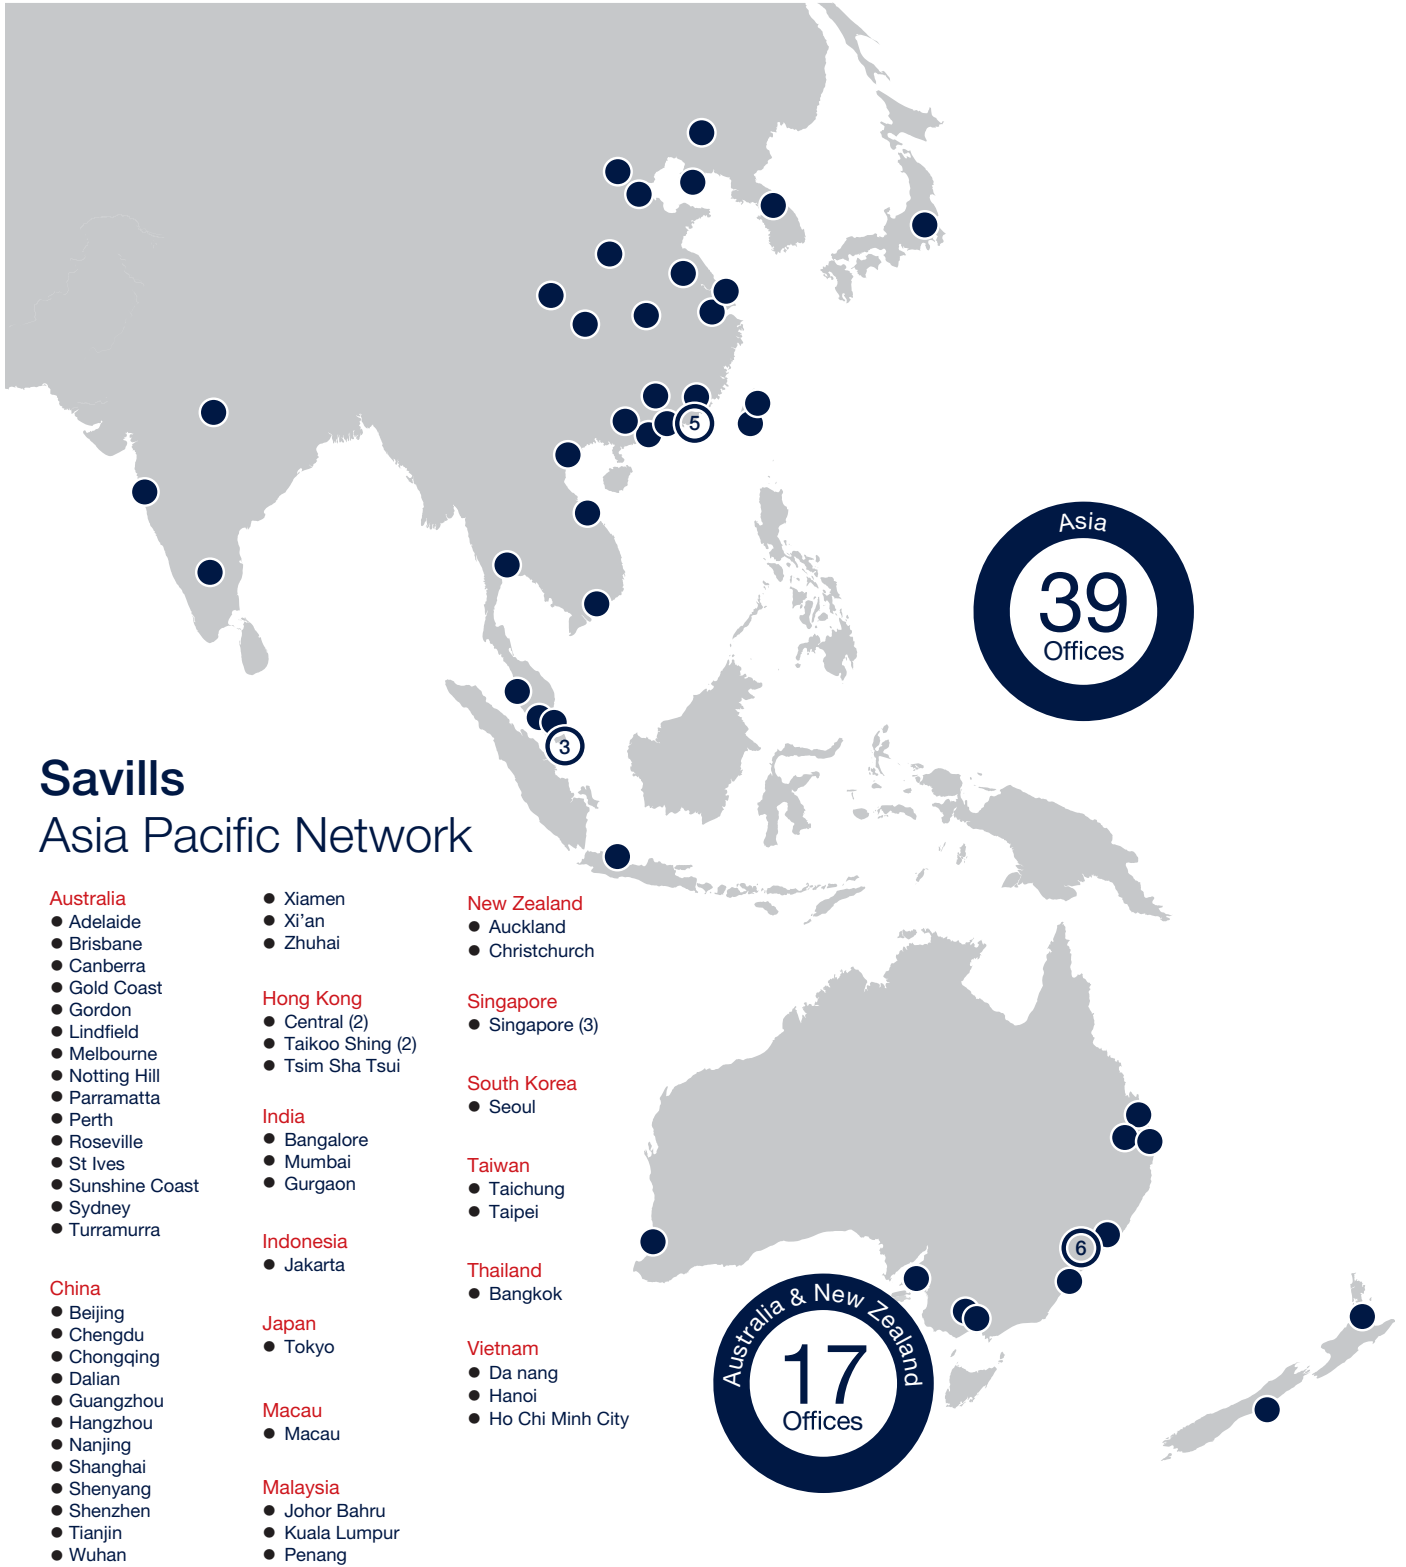 Asia
39
Offices
5
3
Savills
Asia Pacific Network
Australia
Adelaide
Brisbane
Canberra
Gold Coast
Gordon
Lindfield
Melbourne
Notting Hill
Parramatta
Perth
Roseville
St Ives
Sunshine Coast
Sydney
Turramurra
China
Beijing
Chengdu
Chongqing
Dalian
Guangzhou
Hangzhou
Nanjing
Shanghai
Shenyang
Shenzhen
Tianjin
Wuhan
Xiamen
Xi'an
Zhuhai
Hong Kong
Central (2)
Taikoo Shing (2)
Tsim Sha Tsui
India
Bangalore
Mumbai
Gurgaon
Indonesia
Jakarta
Japan
Tokyo
Macau
Macau
Malaysia
Johor Bahru
Kuala Lumpur
Penang
New Zealand
Auckland
Christchurch
Singapore
Singapore (3)
South Korea
Seoul
Taiwan
Taichung
Taipei
Thailand
Bangkok
Vietnam
Da nang
Hanoi
Ho Chi Minh City
6
Australia & New Zealand
17
Offices